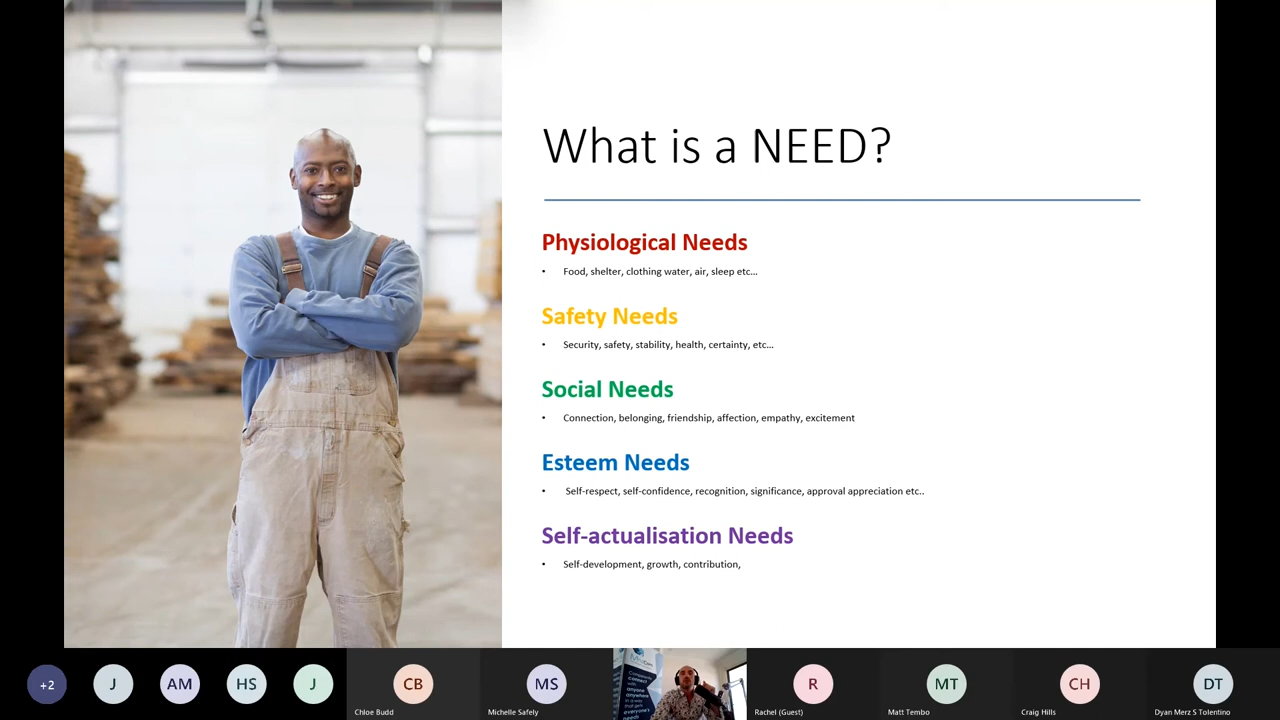 What is a NEED?
Physiological Needs
• Food, shelter, clothing water, air, sleep etc...
Safety Needs
• Security, safety, stability, health, certainty, etc...
Social Needs
• Connection, belonging, friendship, affection, empathy, excitement
Esteem Needs
• Self-respect, self-confidence, recognition, significance, approval appreciation etc..
Self-actualisation Needs
• Self-development, growth, contribution,
+2
J
AM
HS
J
CB
MS
R
MT
CH
DT
Chloe Budd
Michelle Safely
Rachel (Guest)
Matt Tembo
Craig Hills
Dyan Merz S Tolentino